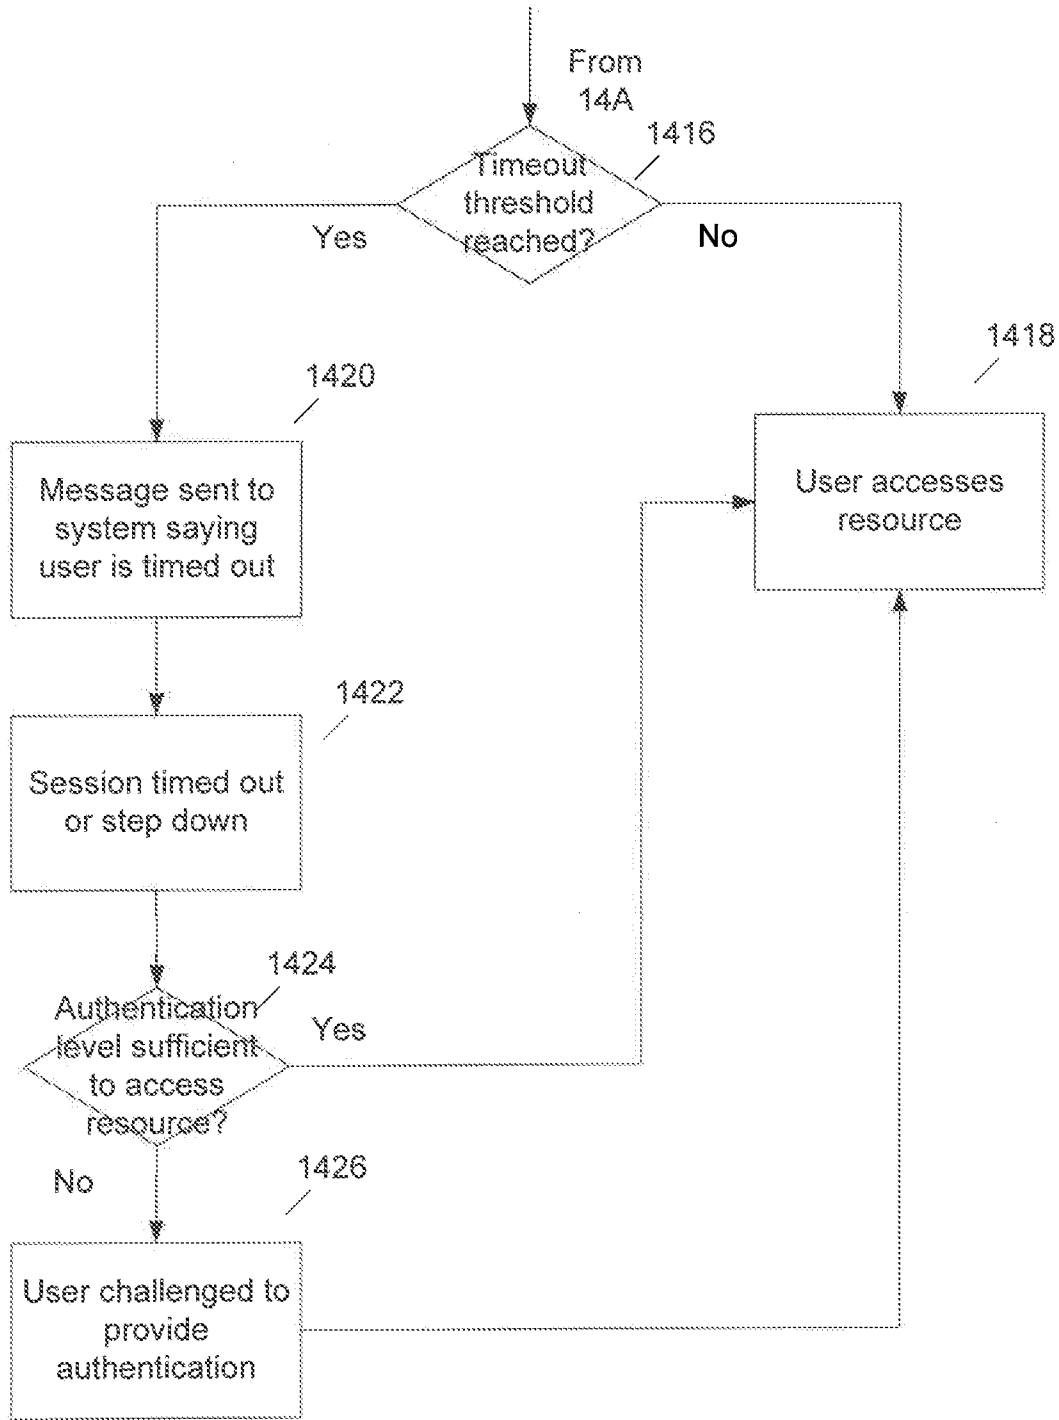 From
14A
1416
Timeout
threshold
reached?
Yes
No
1418
1420
Message sent to
system saying
user is timed out
User accesses
resource
1422
Session timed out
or step down
1424
Authentication
level sufficient
to access
resource?
Yes
No
1426
User challenged to
provide
authentication